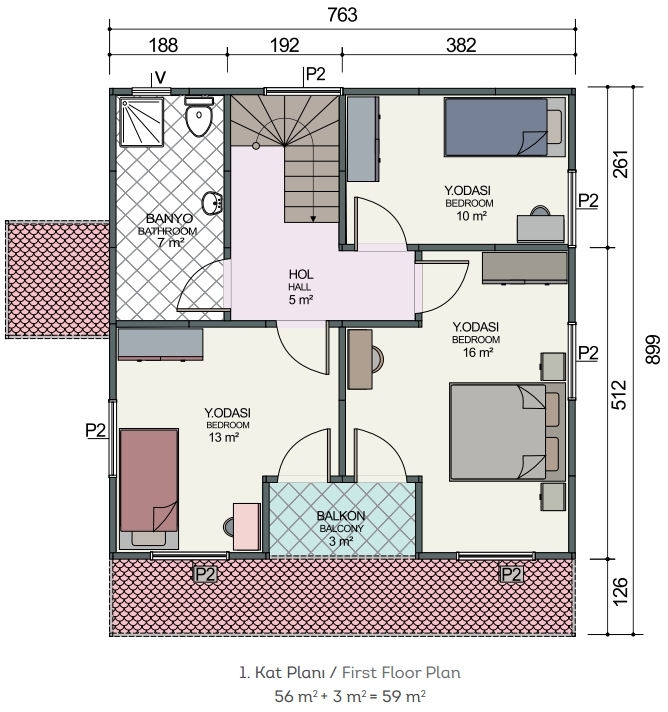 763
188
192
382
V
P2
261
BANYO
BATHROOM
7 m²
Y.ODASI
BEDROOM
10 m²
P2
HOL
HALL
5 m²
Y.ODASI
BEDROOM
16 m²
P2
899
512
Y.ODASI
BEDROOM
13 m²
P2
BALKON
BALCONY
3 m²
P2
P2
126
1. Kat Planı / First Floor Plan
56 m² + 3 m² = 59 m²